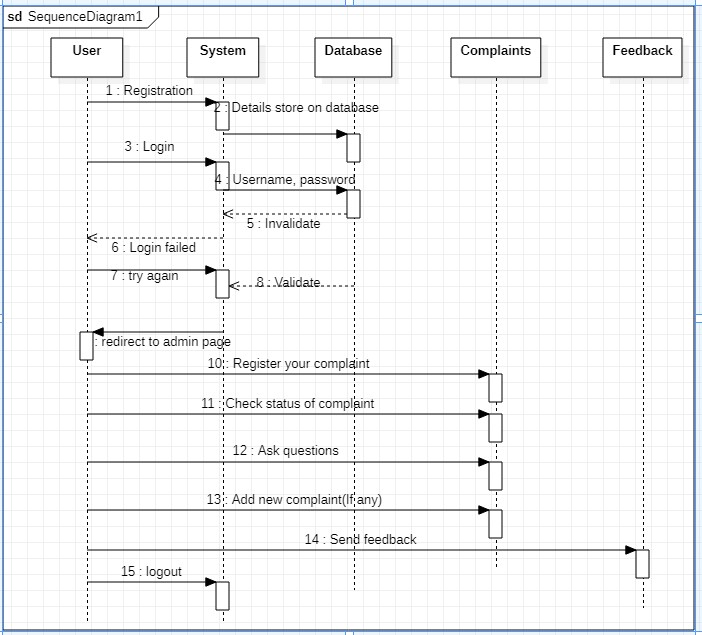 sd SequenceDiagram1
User
System
Database
Complaints
Feedback
1 : Registration
2 : Details store on database
3 : Login
4 : Username, password
5 : Invalidate
6 : Login failed
7 : try again
8 : Validate
: redirect to admin page
10 : Register your complaint
11 : Check status of complaint
12 : Ask questions
13 : Add new complaint(If any)
14 : Send feedback
15 : logout